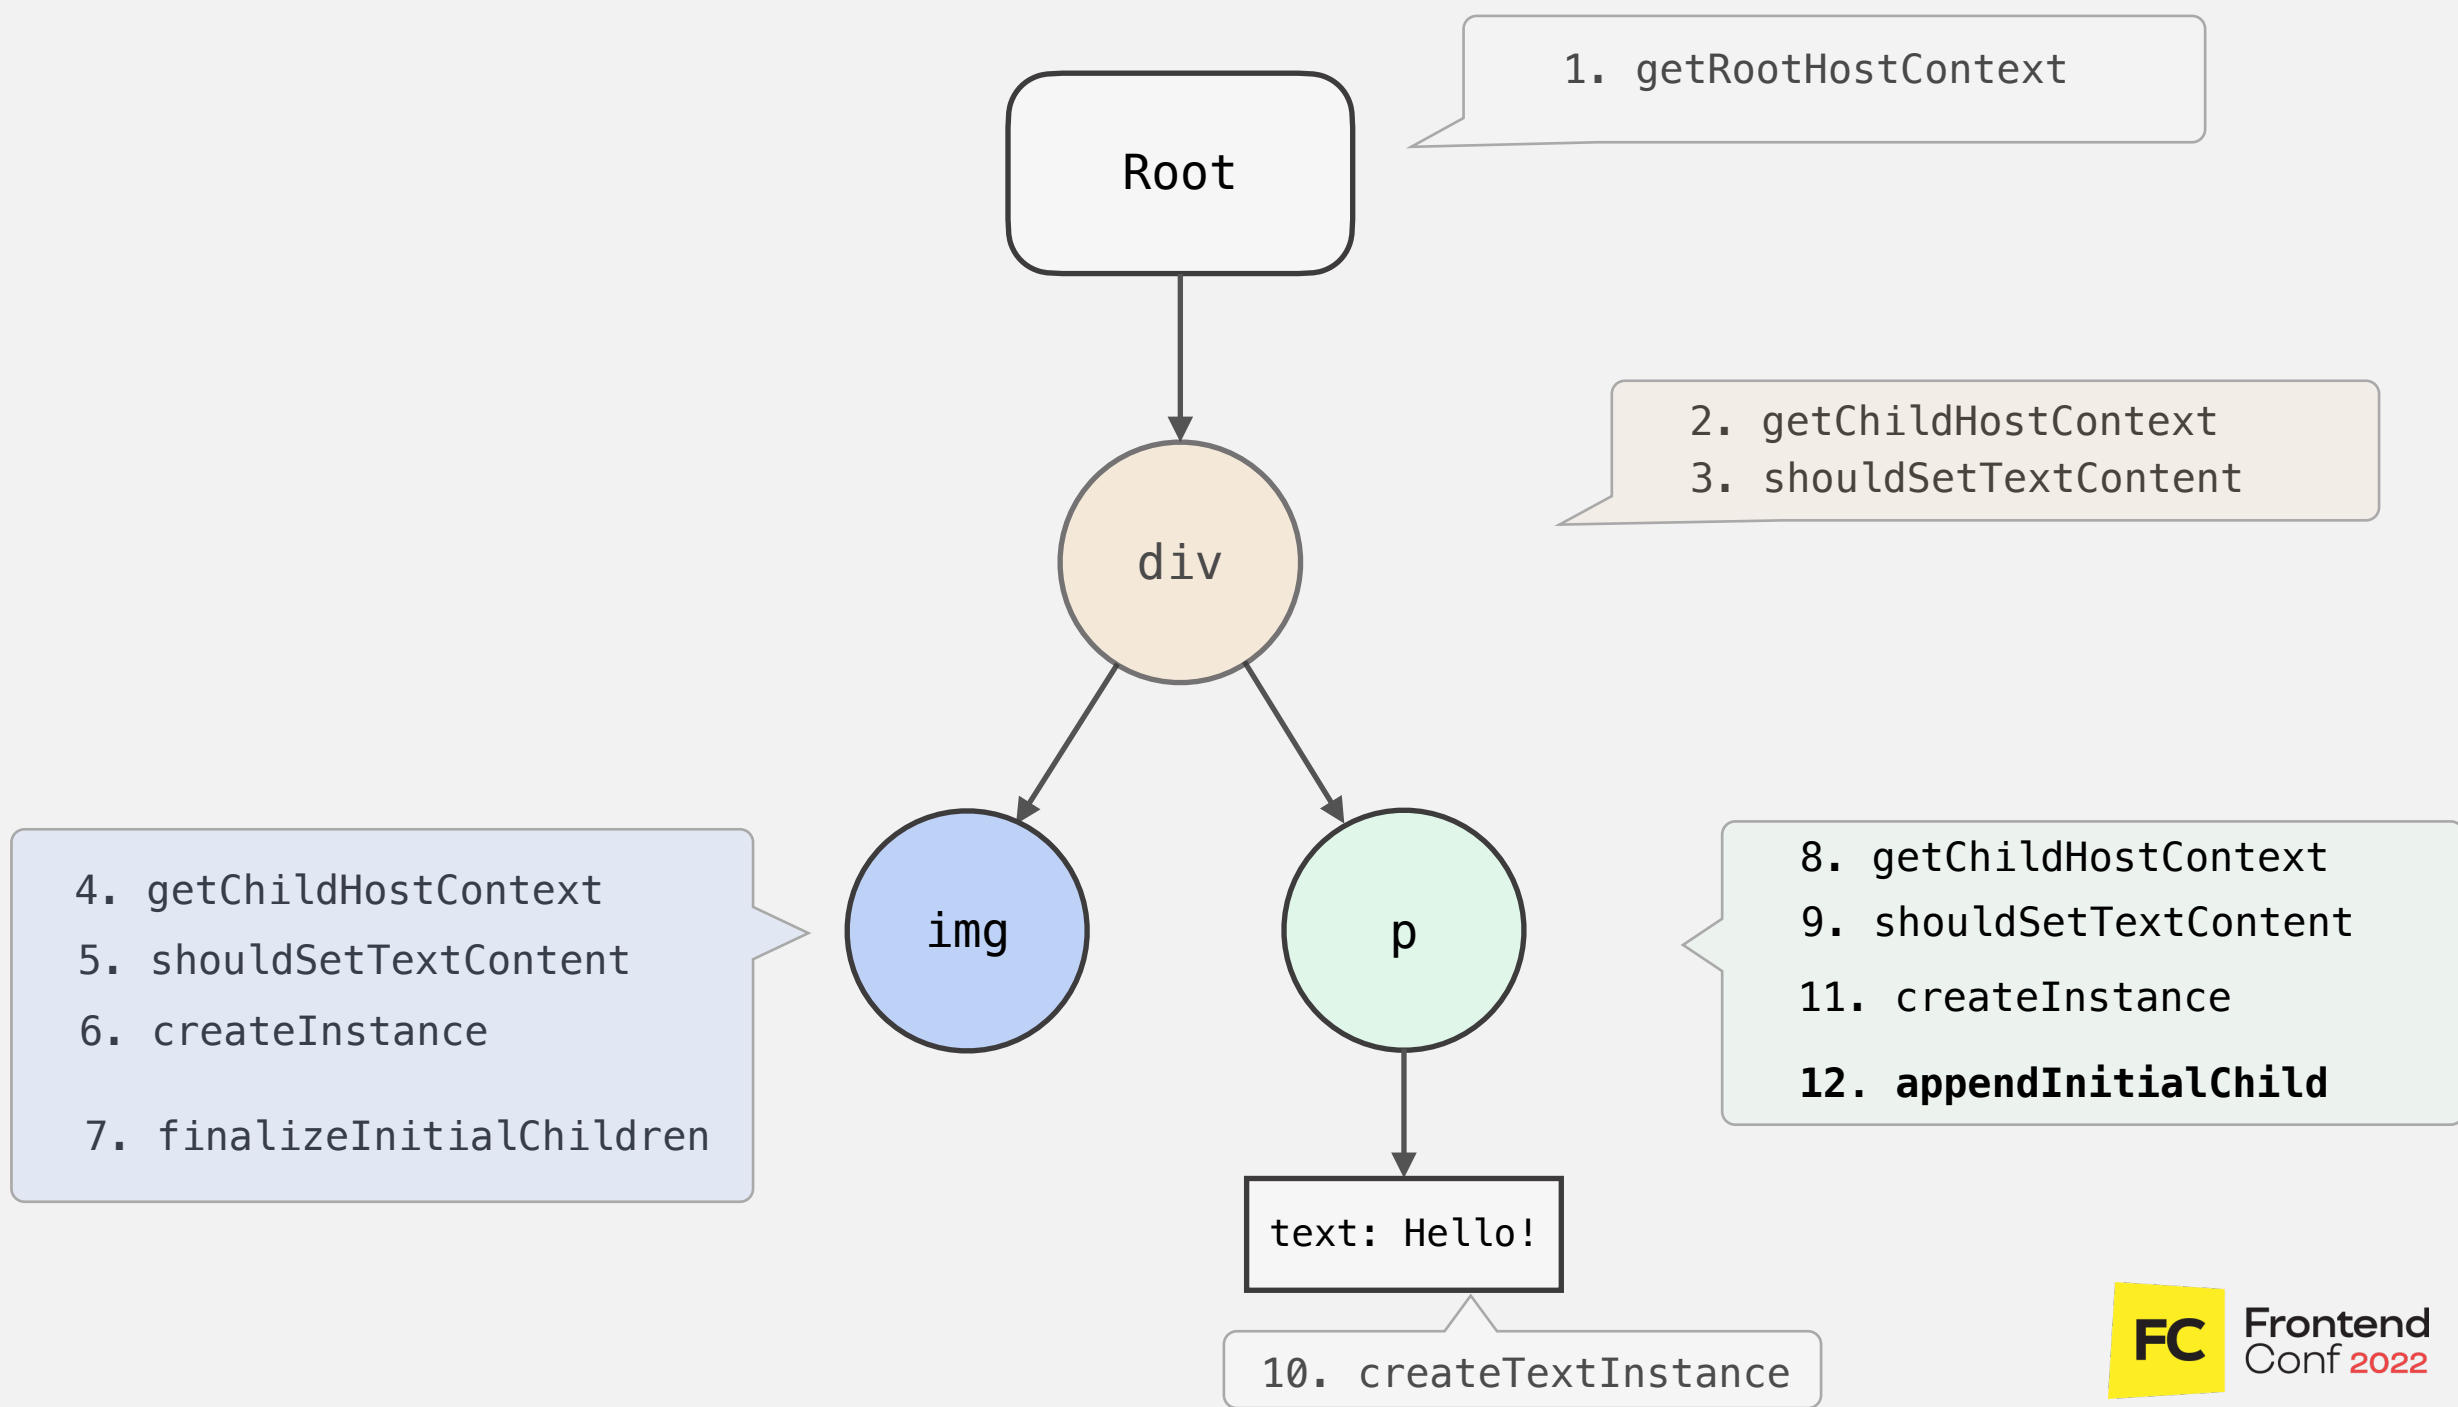 1. getRootHostContext
Root
2. getChildHostContext
3. shouldSetTextContent
div
4. getChildHostContext
5. shouldSetTextContent
6. createInstance
7. finalizeInitialChildren
img
p
8. getChildHostContext
9. shouldSetTextContent
11. createInstance
12. appendInitialChild
text: Hello!
10. createTextInstance
FC
Frontend
Conf 2022